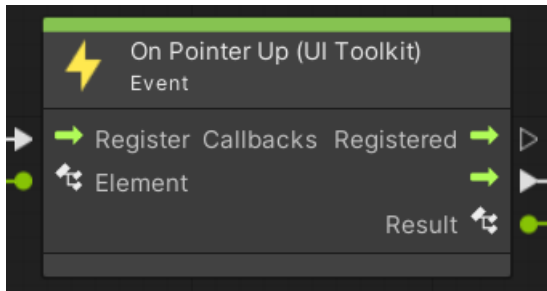 On Pointer Up (UI Toolkit)
Event
Register Callbacks Registered
Element
Result